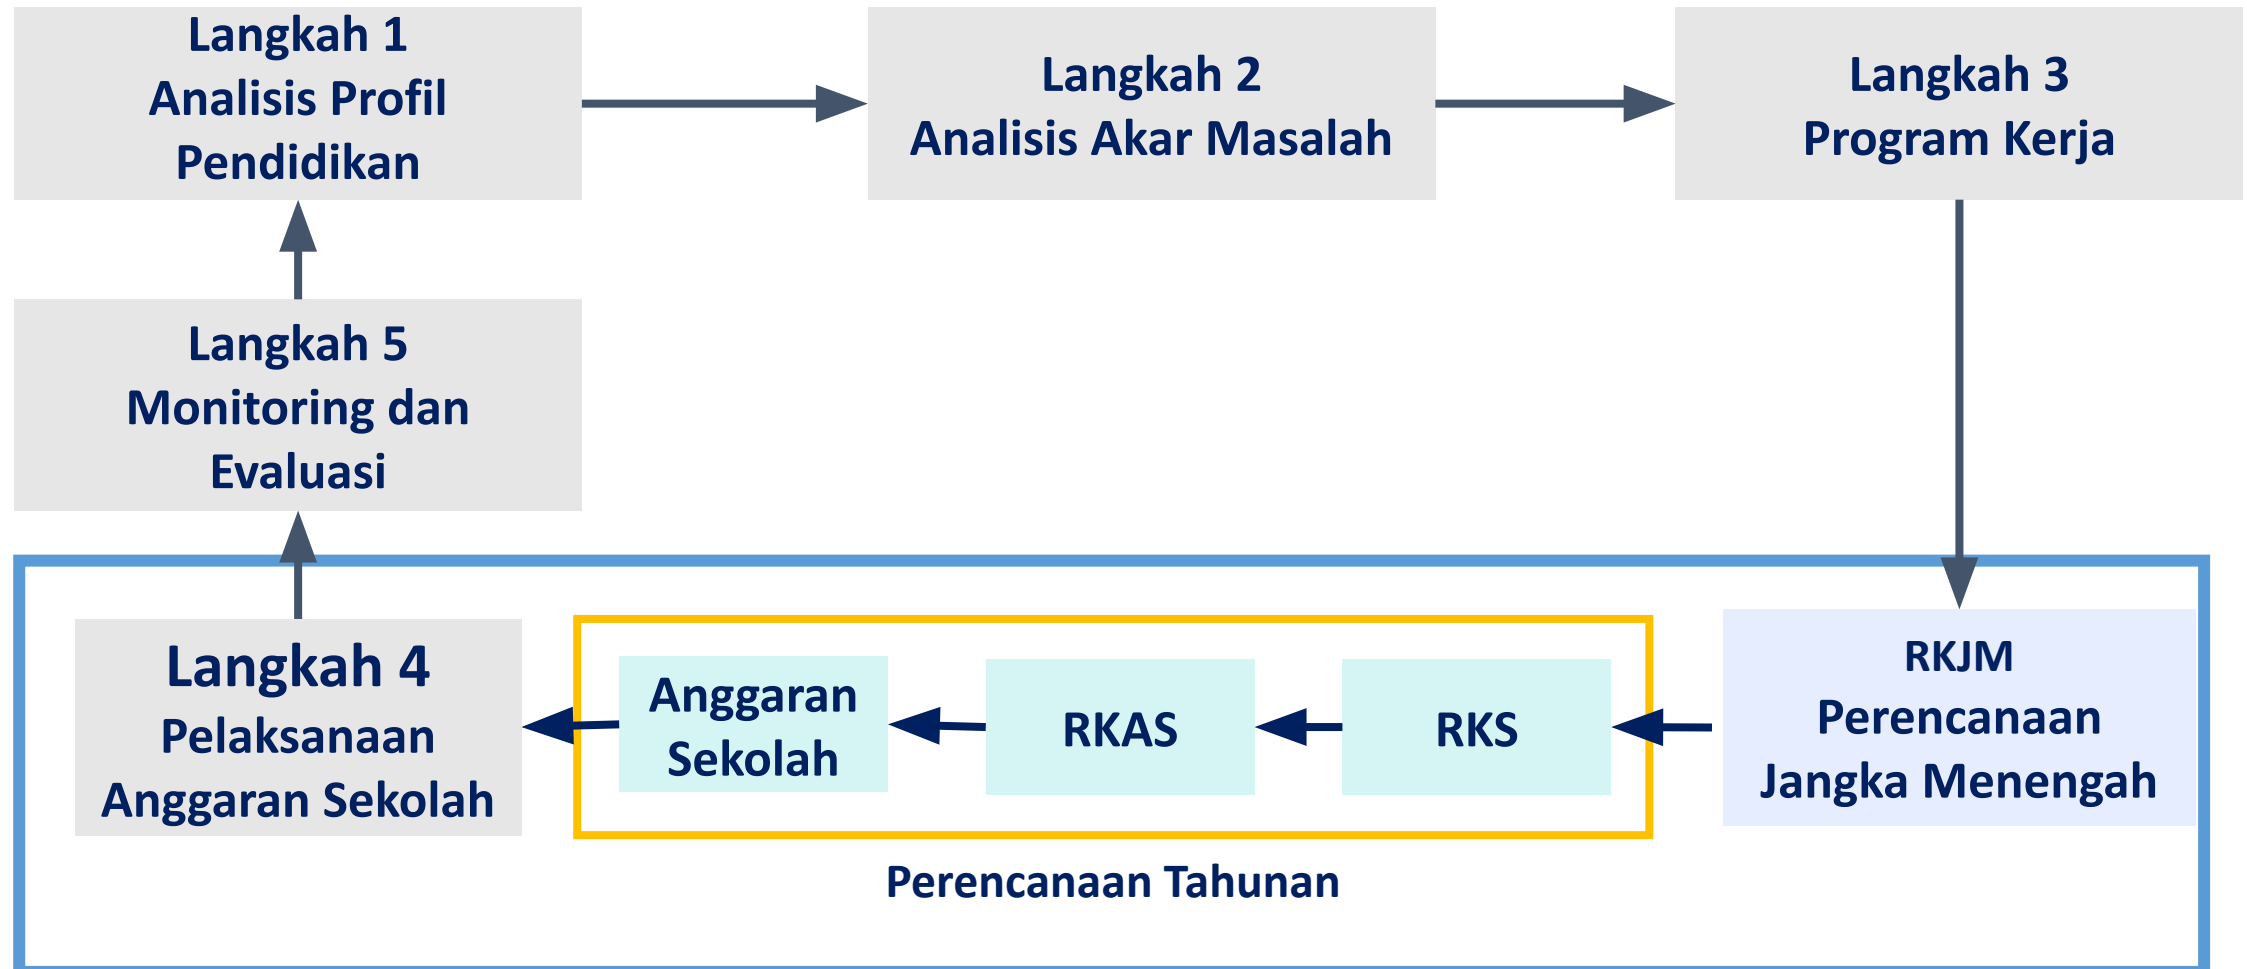 Langkah 1
Analisis Profil
Pendidikan
Langkah 2
Analisis Akar Masalah
Langkah 3
Program Kerja
Langkah 5
Monitoring dan
Evaluasi
Langkah 4
Pelaksanaan
Anggaran Sekolah
Anggaran
Sekolah
RKAS
RKS
RKJM
Perencanaan
Jangka Menengah
Perencanaan Tahunan